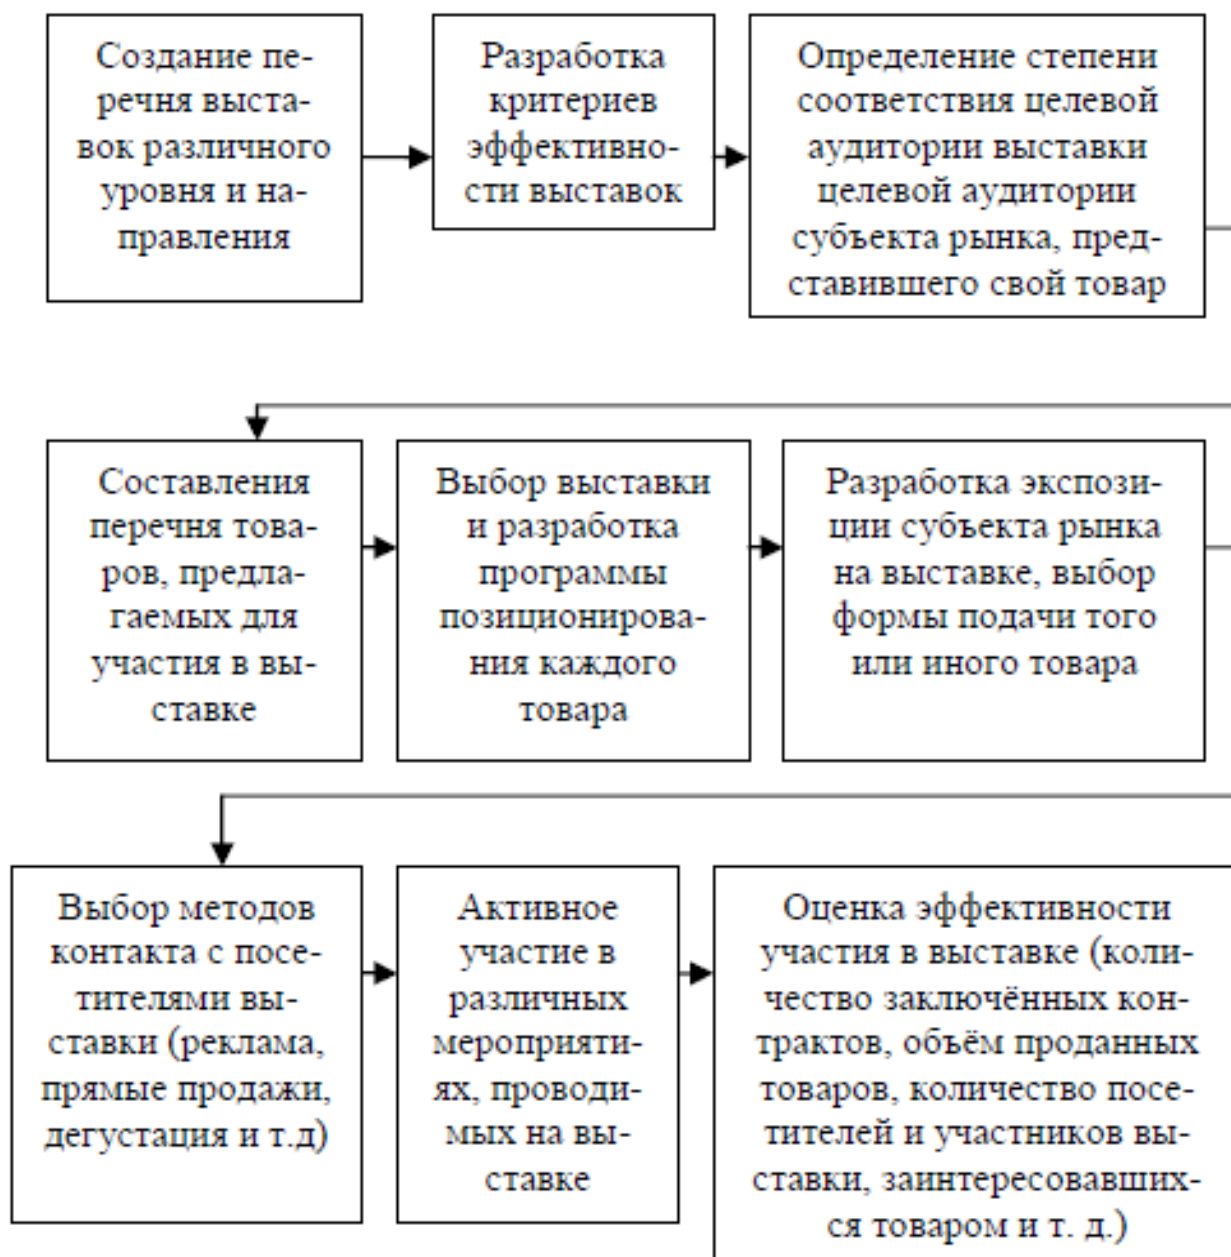 Создание пе-
речня выста-
вок различного
уровня и на-
правления
Разработка
критериев
эффективно-
сти выставок
Определение степени
соответствия целевой
аудитории выставки
целевой аудитории
субъекта рынка, пред-
ставившего свой товар
Составления
перечня това-
ров, предла-
гаемых для
участия в вы-
ставке
Выбор выставки
и разработка
программы
позиционирова-
ния каждого
товара
Разработка экспози-
ции субъекта рынка
на выставке, выбор
формы подачи того
или иного товара
Выбор методов
контакта с посе-
тителями вы-
ставки (реклама,
прямые продажи,
дегустация и т.д)
Активное
участие в
различных
мероприяти-
ях, проводи-
мых на вы-
ставке
Оценка эффективности
участия в выставке (коли-
чество заключённых кон-
трактов, объём проданных
товаров, количество посе-
тителей и участников вы-
ставки, заинтересовавших-
ся товаром и т. д.)